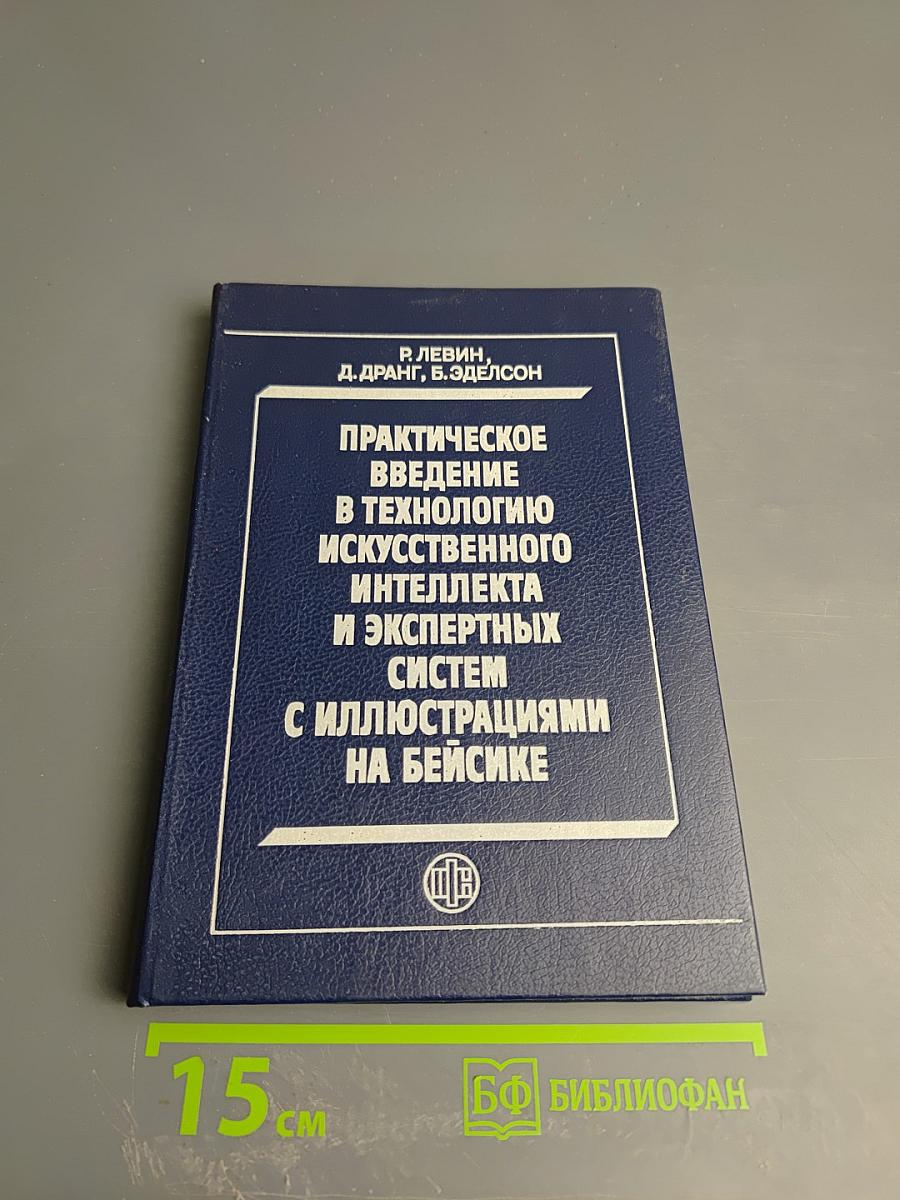 Р. ЛЕВИН,
Д. ДРАНГ, Б. ЭДЕЛСОН
ПРАКТИЧЕСКОЕ
ВВЕДЕНИЕ
В ТЕХНОЛОГИЮ
ИСКУССТВЕННОГО
ИНТЕЛЛЕКТА
И ЭКСПЕРТНЫХ
СИСТЕМ
С ИЛЛЮСТРАЦИЯМИ
НА БЕЙСИКЕ
15 см
БФ БИБЛИОФАН